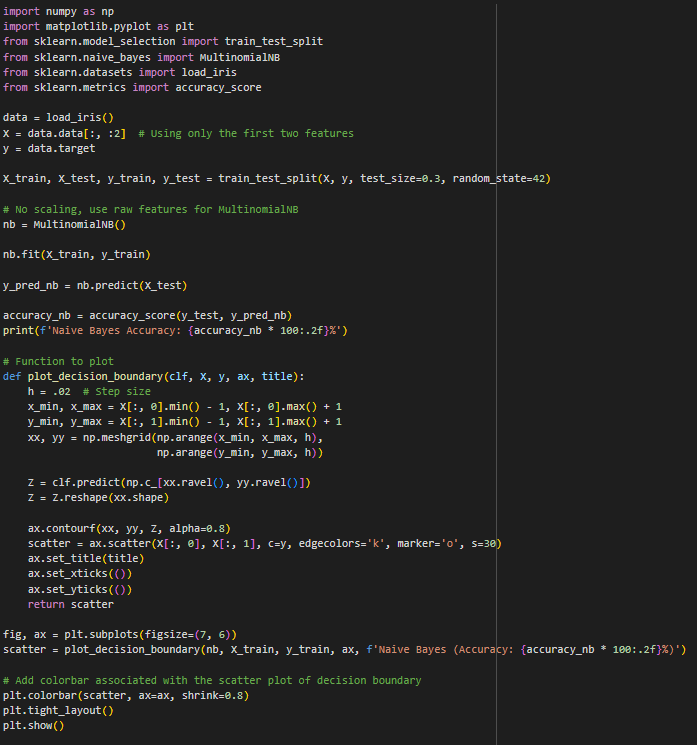 import numpy as np
import matplotlib.pyplot as plt
from sklearn.model_selection import train_test_split
from sklearn.naive_bayes import MultinomialNB
from sklearn.datasets import load_iris
from sklearn.metrics import accuracy_score

data = load_iris()
X = data.data[:, :2]  # Using only the first two features
y = data.target

X_train, X_test, y_train, y_test = train_test_split(X, y, test_size=0.3, random_state=42)

# No scaling, use raw features for MultinomialNB
nb = MultinomialNB()

nb.fit(X_train, y_train)

y_pred_nb = nb.predict(X_test)

accuracy_nb = accuracy_score(y_test, y_pred_nb)
print(f'Naive Bayes Accuracy: {accuracy_nb * 100:.2f}%')

# Function to plot
def plot_decision_boundary(clf, X, y, ax, title):
    h = .02  # Step size
    x_min, x_max = X[:, 0].min() - 1, X[:, 0].max() + 1
    y_min, y_max = X[:, 1].min() - 1, X[:, 1].max() + 1
    xx, yy = np.meshgrid(np.arange(x_min, x_max, h),
                         np.arange(y_min, y_max, h))

    Z = clf.predict(np.c_[xx.ravel(), yy.ravel()])
    Z = Z.reshape(xx.shape)

    ax.contourf(xx, yy, Z, alpha=0.8)
    scatter = ax.scatter(X[:, 0], X[:, 1], c=y, edgecolors='k', marker='o', s=30)
    ax.set_title(title)
    ax.set_xticks(())
    ax.set_yticks(())
    return scatter

fig, ax = plt.subplots(figsize=(7, 6))
scatter = plot_decision_boundary(nb, X_train, y_train, ax, f'Naive Bayes (Accuracy: {accuracy_nb * 100:.2f}%)')

# Add colorbar associated with the scatter plot of decision boundary
plt.colorbar(scatter, ax=ax, shrink=0.8)
plt.tight_layout()
plt.show()